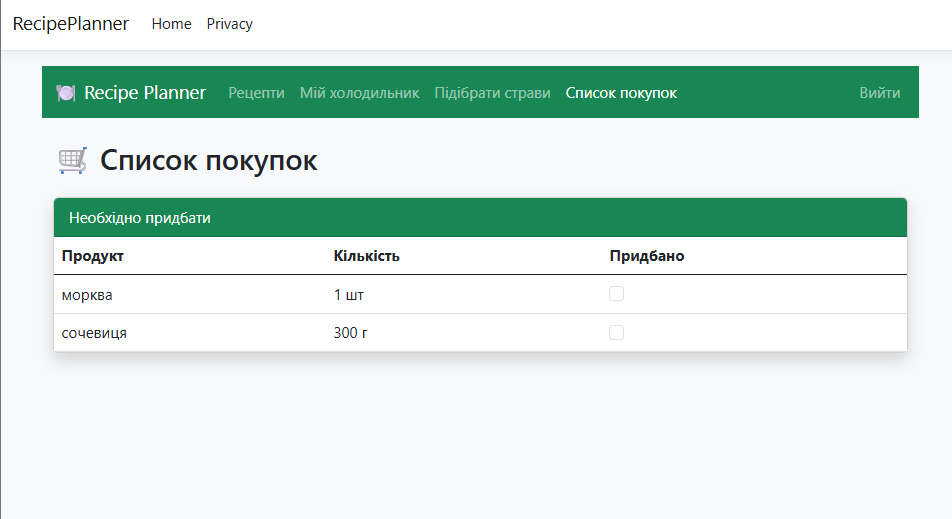 RecipePlanner Home Privacy
Recipe Planner Рецепти Мій холодильник Підібрати страви Список покупок Вийти
Список покупок
Необхідно придбати
Продукт Кількість Придбано
морква 1 шт
сочевиця 300 г